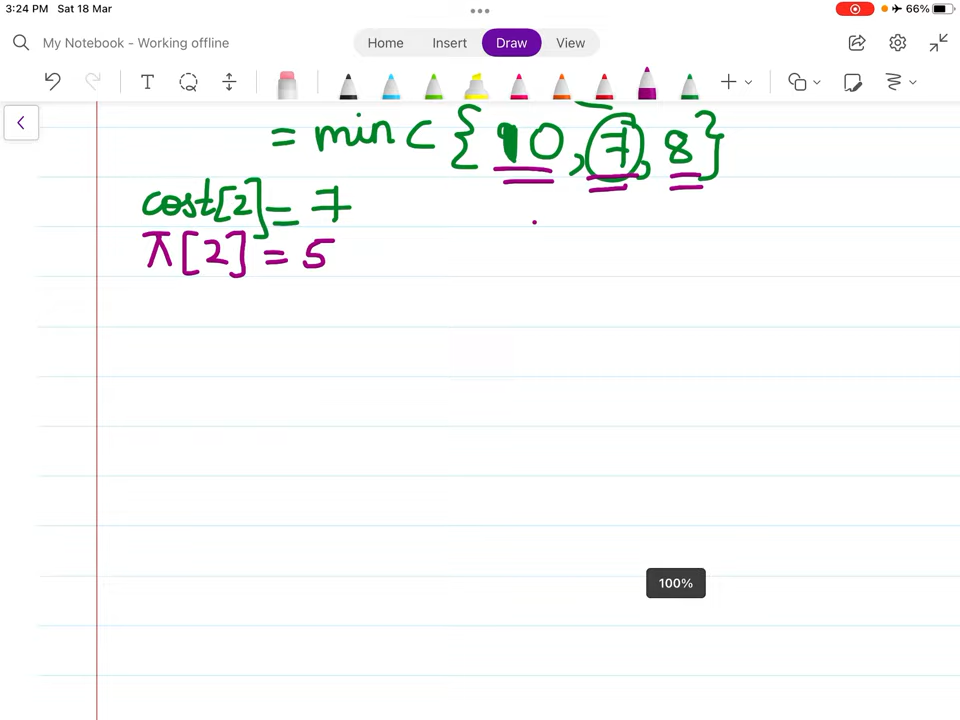 3:24 PM Sat 18 Mar 66%
My Notebook - Working offline Home Insert Draw View
T
= min c { 10, 7, 8 }
cost[2] = 7
π[2] = 5
100%